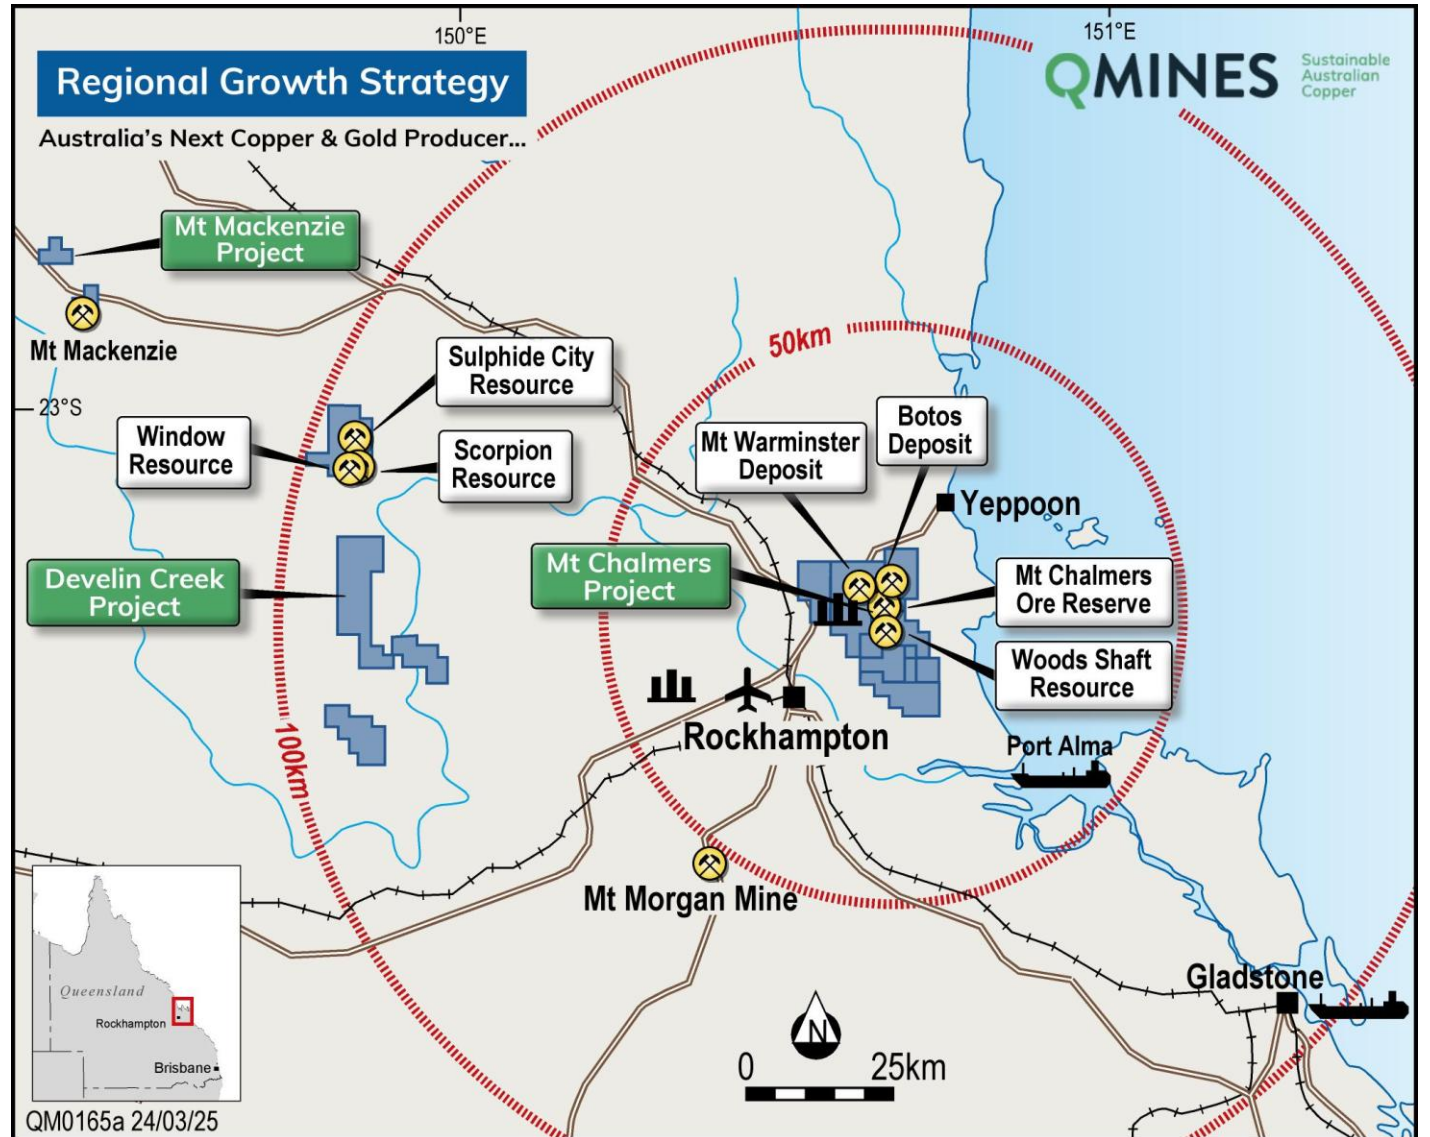 150°E
151°E
Regional Growth Strategy
QMINES
Sustainable
Australian
Copper
Australia's Next Copper & Gold Producer...
Mt Mackenzie
Project
Mt Mackenzie
50km
Sulphide City
Resource
23°S
Window
Resource
Scorpion
Resource
Mt Warminster
Deposit
Botos
Deposit
Yeppoon
Develin Creek
Project
Mt Chalmers
Project
Mt Chalmers
Ore Reserve
Woods Shaft
Resource
100km
Rockhampton
Port Alma
Mt Morgan Mine
Gladstone
Queensland
Rockhampton
Brisbane
N
0 25km
QM0165a 24/03/25